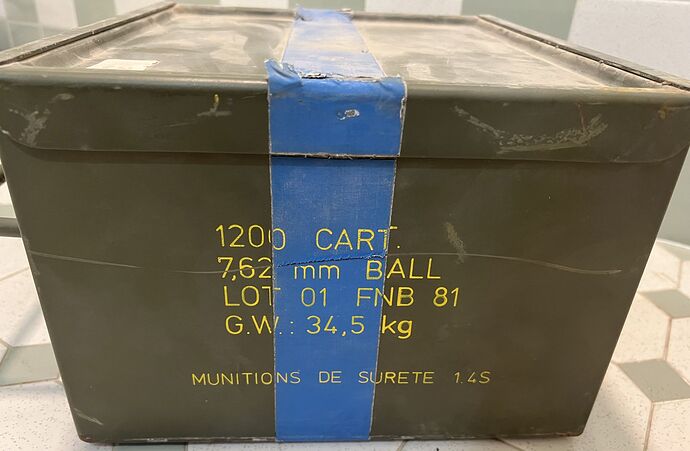 1200 CART.
7,62 mm BALL
LOT 01 FNB 81
G.W.: 34,5 kg
MUNITIONS DE SURETE 1.4S